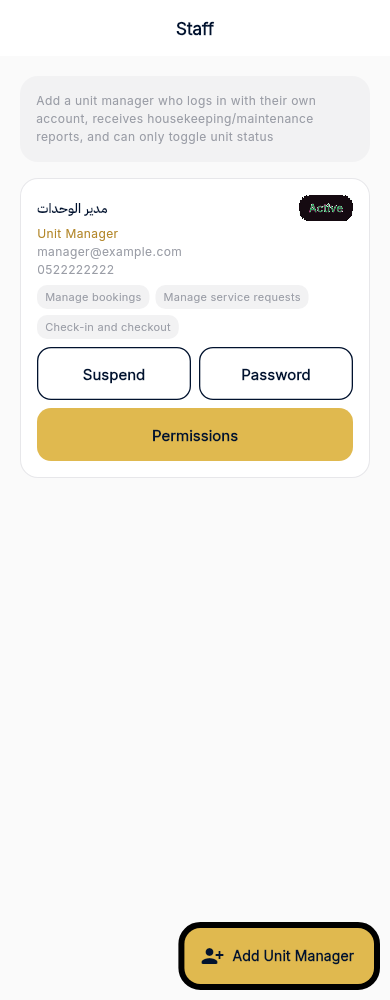 Staff
Add a unit manager who logs in with their own
account, receives housekeeping/maintenance
reports, and can only toggle unit status
مدير الوحدات
Active
Unit Manager
manager@example.com
0522222222
Manage bookings
Manage service requests
Check-in and checkout
Suspend
Password
Permissions
Add Unit Manager